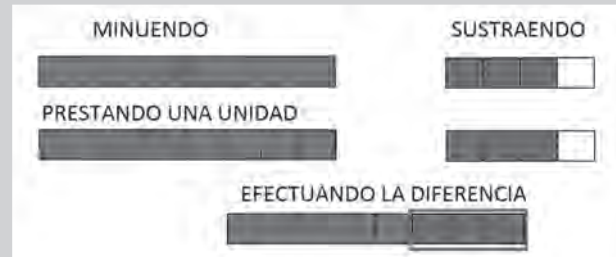 MINUENDO SUSTRAENDO
PRESTANDO UNA UNIDAD
EFECTUANDO LA DIFERENCIA